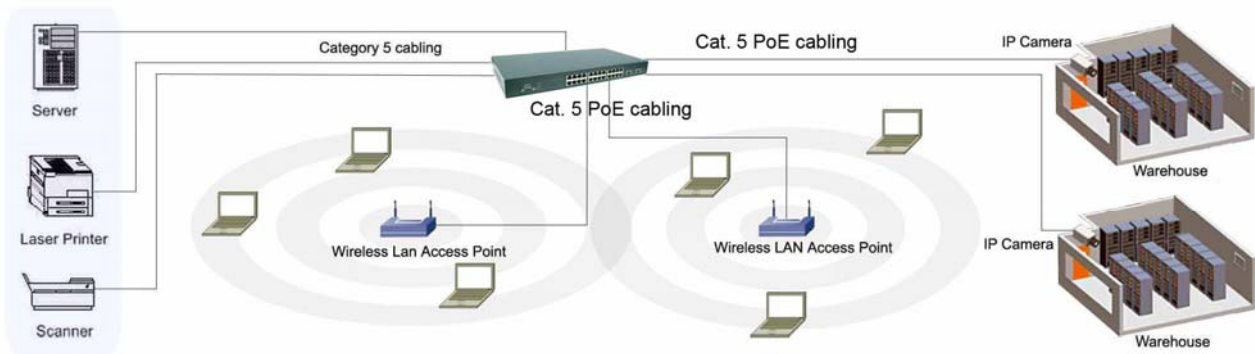 Category 5 cabling
Cat. 5 PoE cabling
IP Camera
Server
Cat. 5 PoE cabling
Warehouse
Laser Printer
Wireless Lan Access Point
Wireless LAN Access Point
IP Camera
Scanner
Warehouse